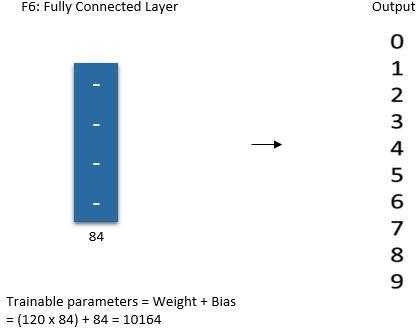 F6: Fully Connected Layer
Output
0
1
2
3
4
5
6
7
8
9
84
Trainable parameters = Weight + Bias
= (120 x 84) + 84 = 10164